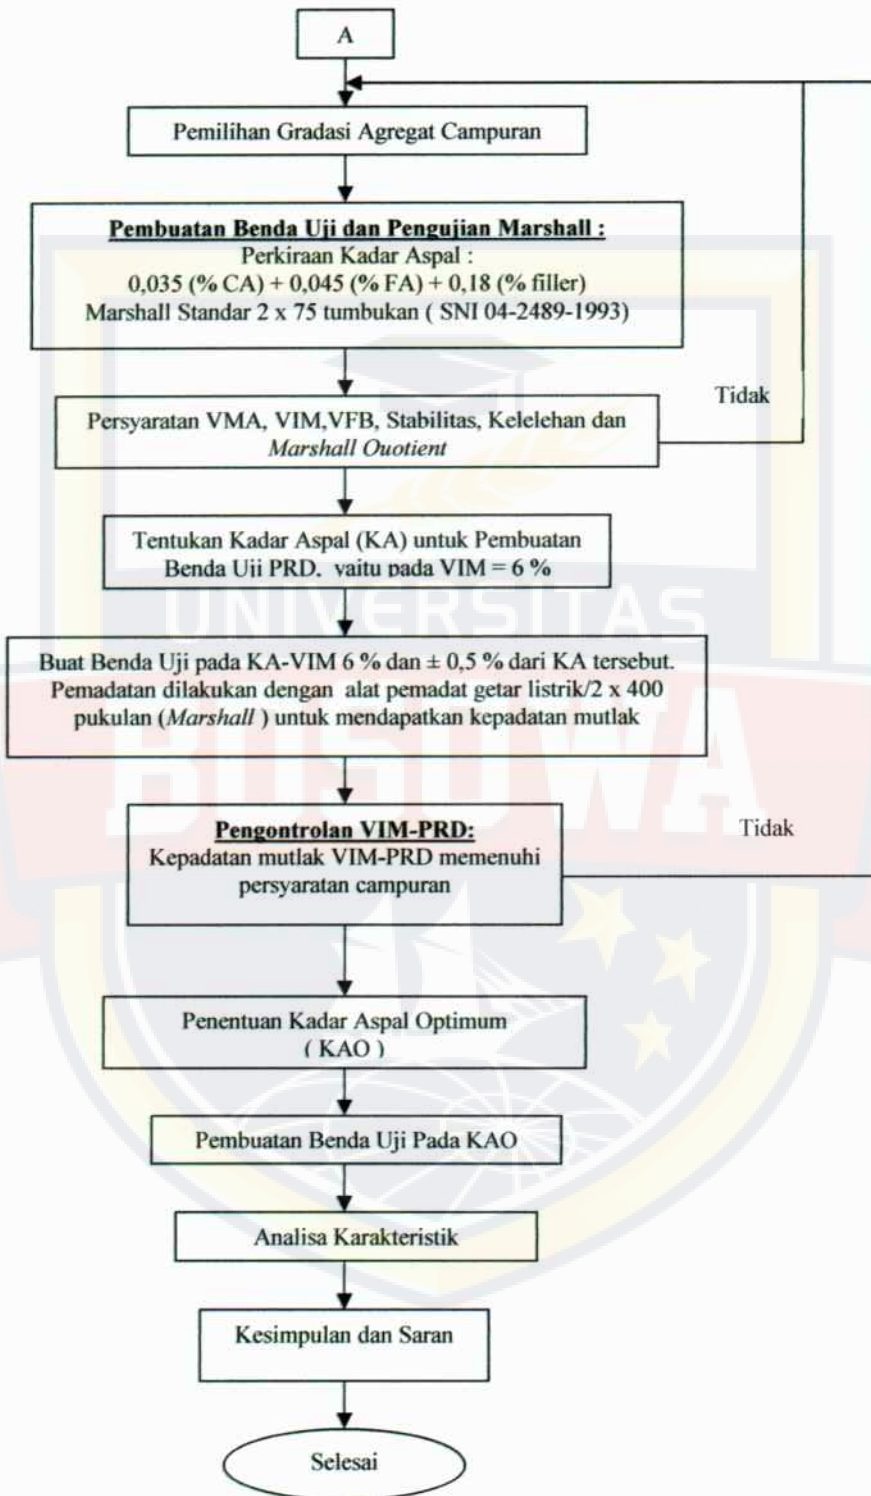 A
Pemilihan Gradasi Agregat Campuran
Pembuatan Benda Uji dan Pengujian Marshall :
Perkiraan Kadar Aspal :
0,035 (% CA) + 0,045 (% FA) + 0,18 (% filler)
Marshall Standar 2 x 75 tumbukan ( SNI 04-2489-1993)
Tidak
Persyaratan VMA, VIM,VFB, Stabilitas, Kelelehan dan
Marshall Quotient
Tentukan Kadar Aspal (KA) untuk Pembuatan
Benda Uji PRD, yaitu pada VIM = 6 %
UNIVERSITAS
Buat Benda Uji pada KA-VIM 6 % dan ± 0,5 % dari KA tersebut.
Pemadatan dilakukan dengan alat pemadat getar listrik/2 x 400
pukulan (Marshall ) untuk mendapatkan kepadatan mutlak
BOSOWA
Pengontrolan VIM-PRD:
Kepadatan mutlak VIM-PRD memenuhi
persyaratan campuran
Tidak
Penentuan Kadar Aspal Optimum
( KAO )
Pembuatan Benda Uji Pada KAO
Analisa Karakteristik
Kesimpulan dan Saran
Selesai